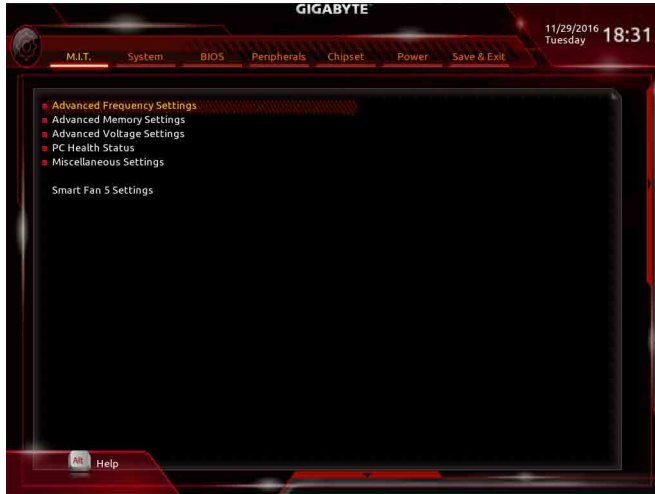 GIGABYTE
11/29/2016 18:31
Tuesday
M.I.T. System BIOS Peripherals Chipset Power Save & Exit
Advanced Frequency Settings
Advanced Memory Settings
Advanced Voltage Settings
PC Health Status
Miscellaneous Settings
Smart Fan 5 Settings
Alt Help